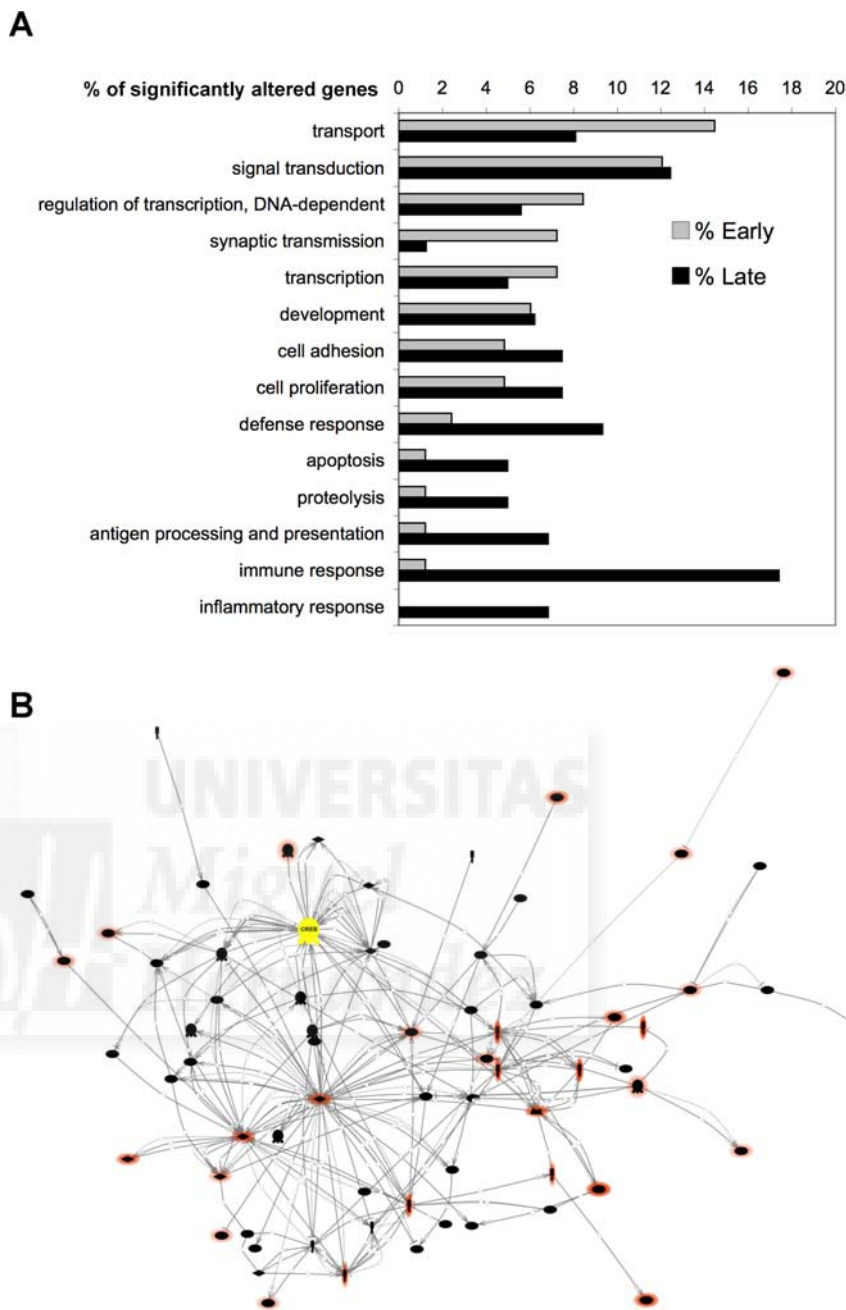 A
% of significantly altered genes
0 2 4 6 8 10 12 14 16 18 20
transport
signal transduction
regulation of transcription, DNA-dependent
synaptic transmission
transcription
development
cell adhesion
cell proliferation
defense response
apoptosis
proteolysis
antigen processing and presentation
immune response
inflammatory response
% Early
% Late
B
UNIVERSITAS
Miguel
Hernández
CREB